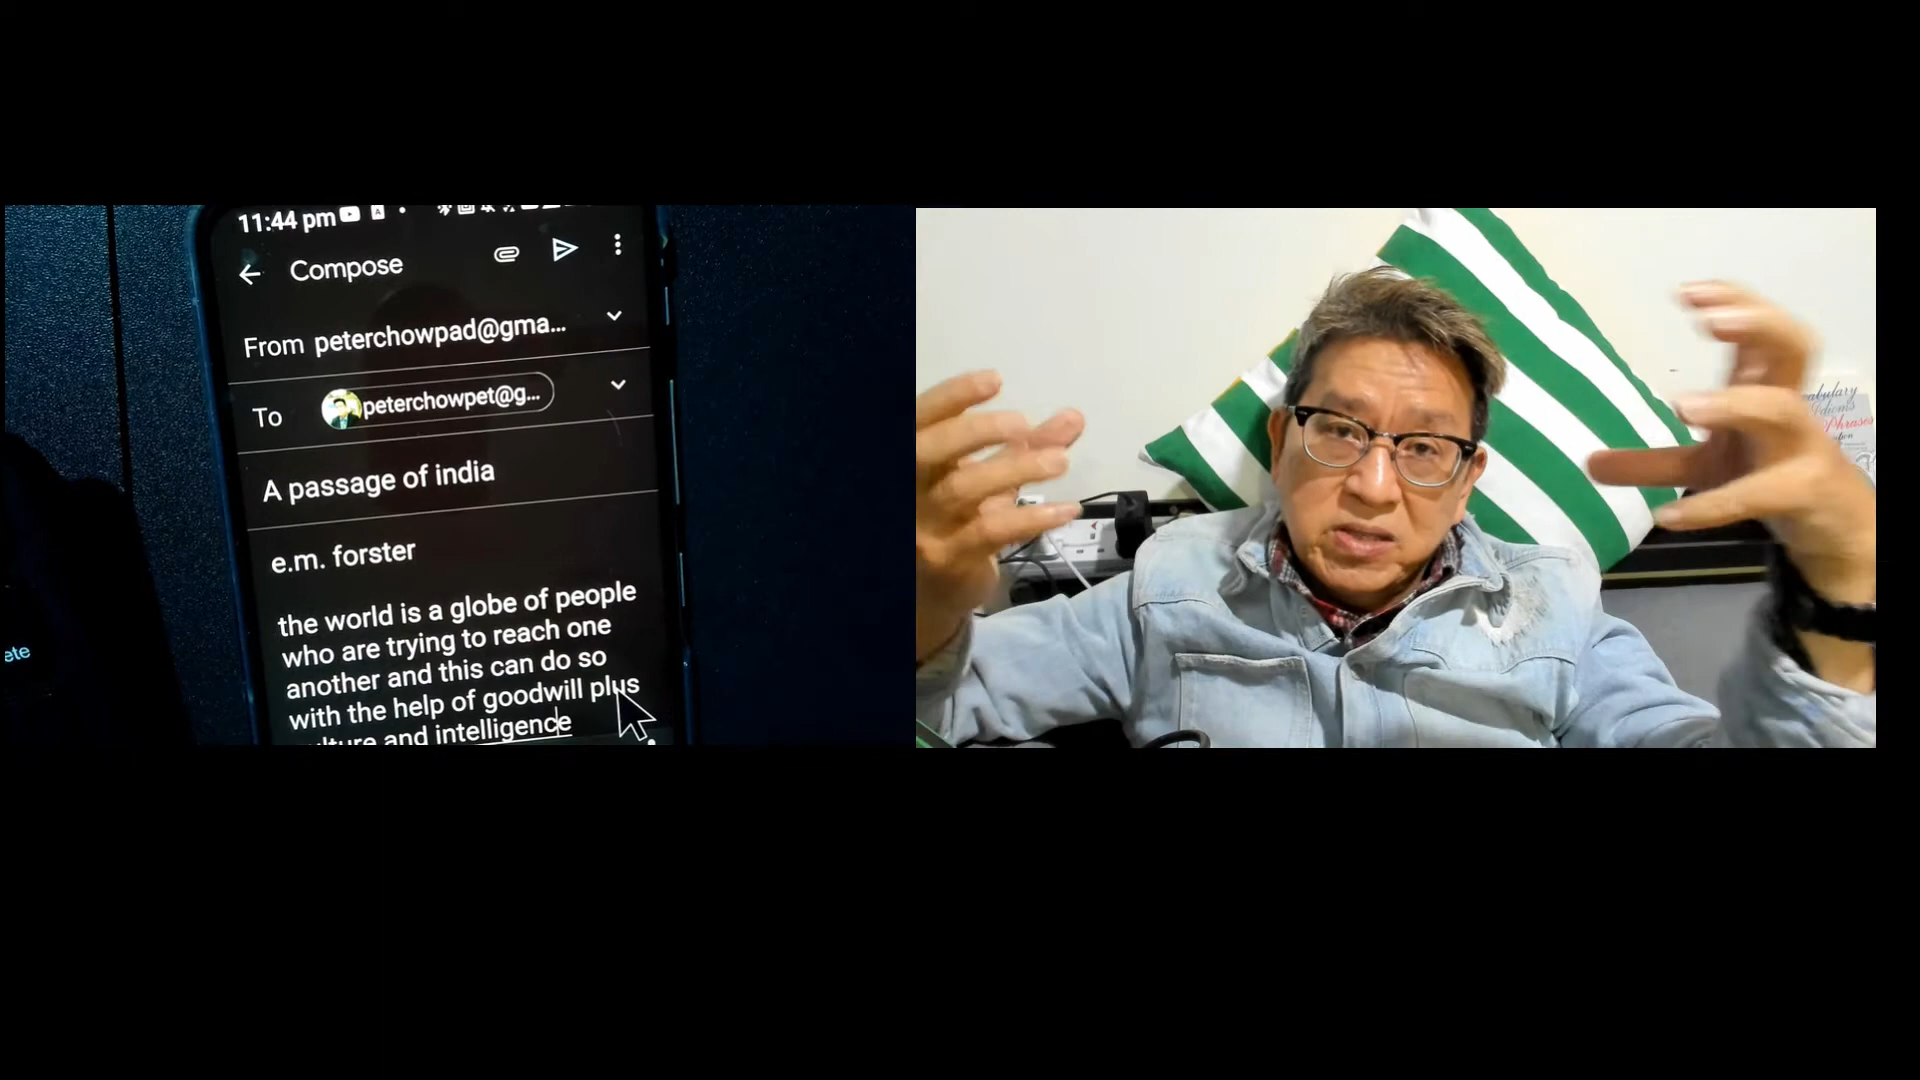 11:44 pm
Compose
From peterchowpad@gma...
To peterchowpet@g...
A passage of india
e.m. forster
the world is a globe of people
who are trying to reach one
another and this can do so
with the help of goodwill plus
and intelligence
ete
Phrases